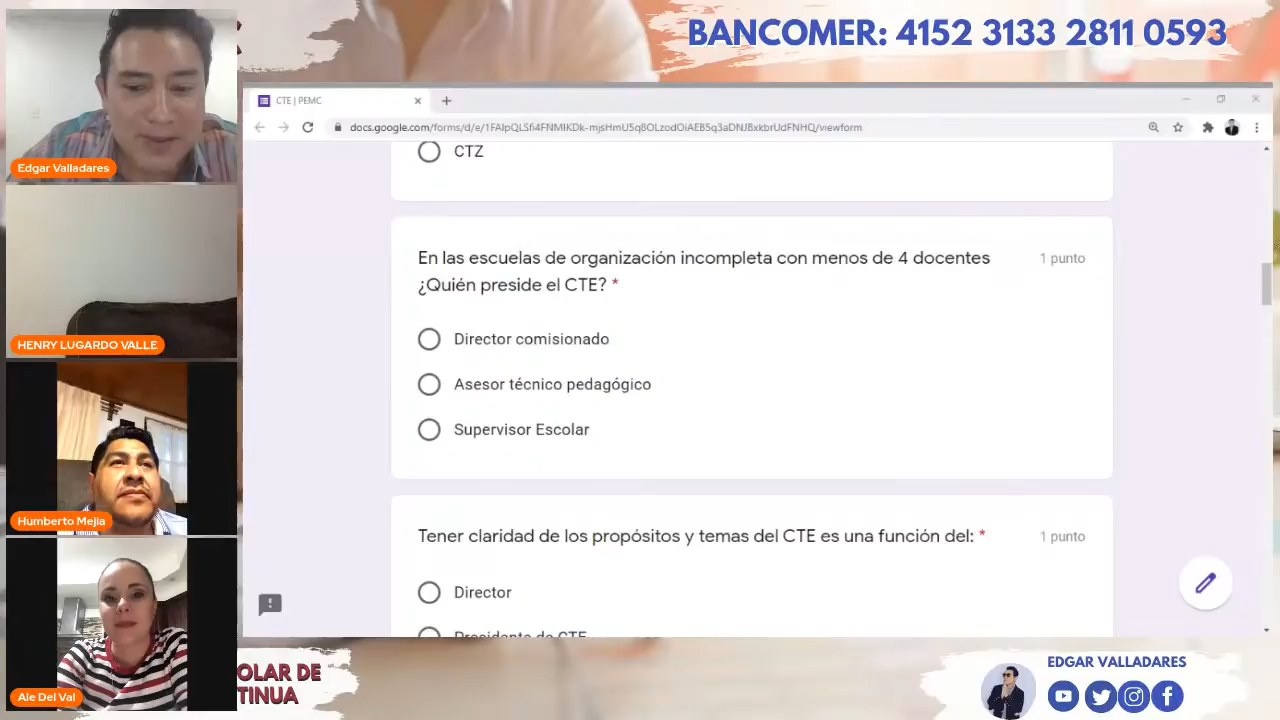 BANCOMER: 4152 3133 2811 0593
Edgar Valladares
HENRY LUGARDO VALLE
Humberto Mejia
Ale Del Val
CTE | PEMC
docs.google.com/forms/d/e/1FAIpQLSfi4FNMIKDk-mjsHmU5q8OLzodOiAEB5q3aDNJBxkbrUdFNHQ/viewform
CTZ
En las escuelas de organización incompleta con menos de 4 docentes
¿Quién preside el CTE? *
1 punto
Director comisionado
Asesor técnico pedagógico
Supervisor Escolar
Tener claridad de los propósitos y temas del CTE es una función del: *
1 punto
Director
Presidente de CTE
OLAR DE
TINUA
EDGAR VALLADARES